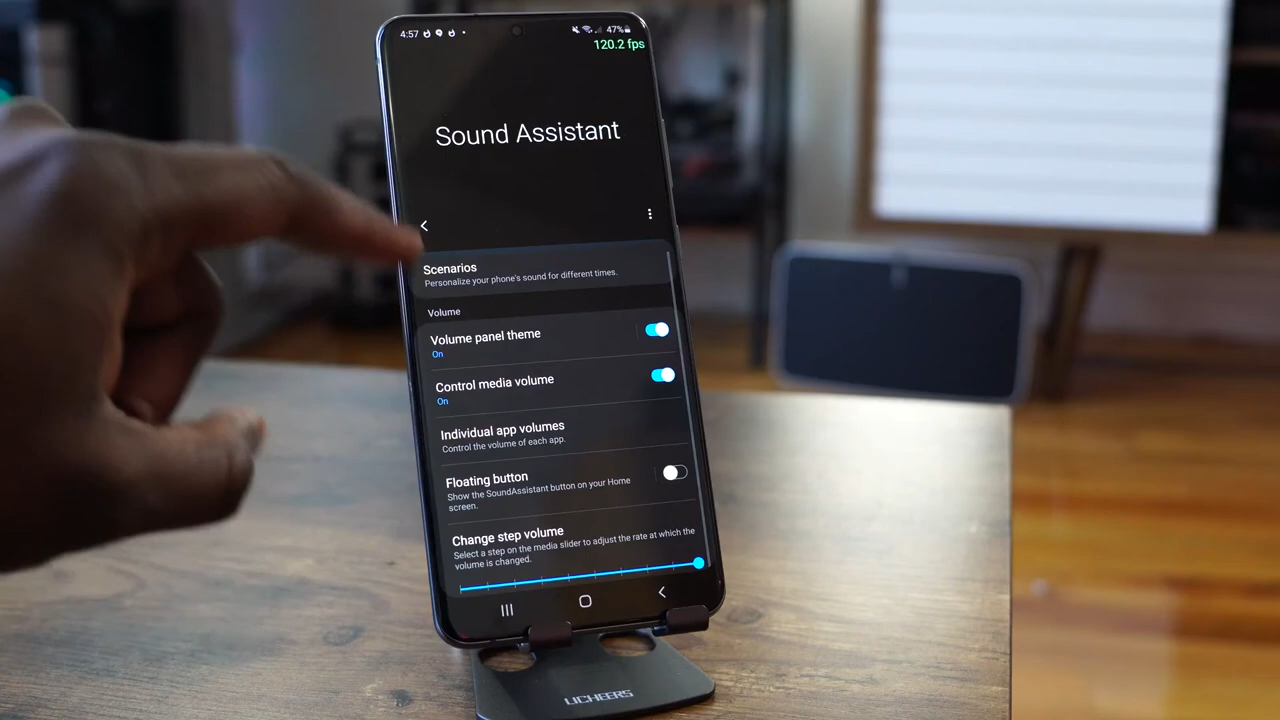 4:57
47%
120.2 fps
Sound Assistant
Scenarios
Personalize your phone's sound for different times.
Volume
Volume panel theme
On
Control media volume
On
Individual app volumes
Control the volume of each app.
Floating button
Show the SoundAssistant button on your Home
screen.
Change step volume
Select a step on the media slider to adjust the rate at which the
volume is changed.
LICHEERS